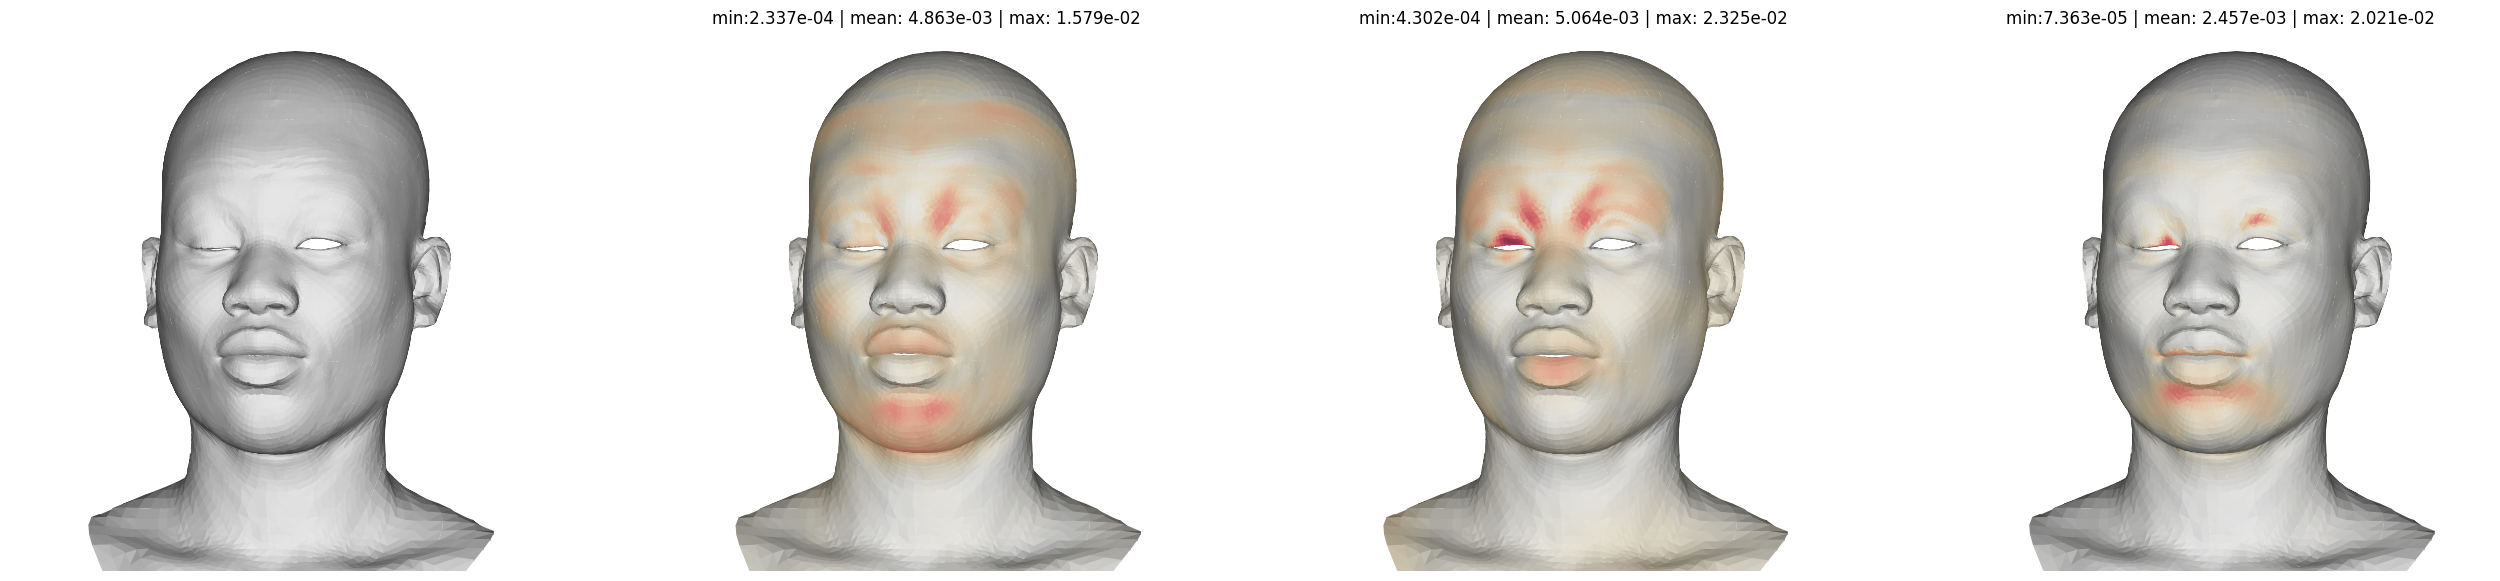 min:2.337e-04 | mean: 4.863e-03 | max: 1.579e-02
min:4.302e-04 | mean: 5.064e-03 | max: 2.325e-02
min:7.363e-05 | mean: 2.457e-03 | max: 2.021e-02